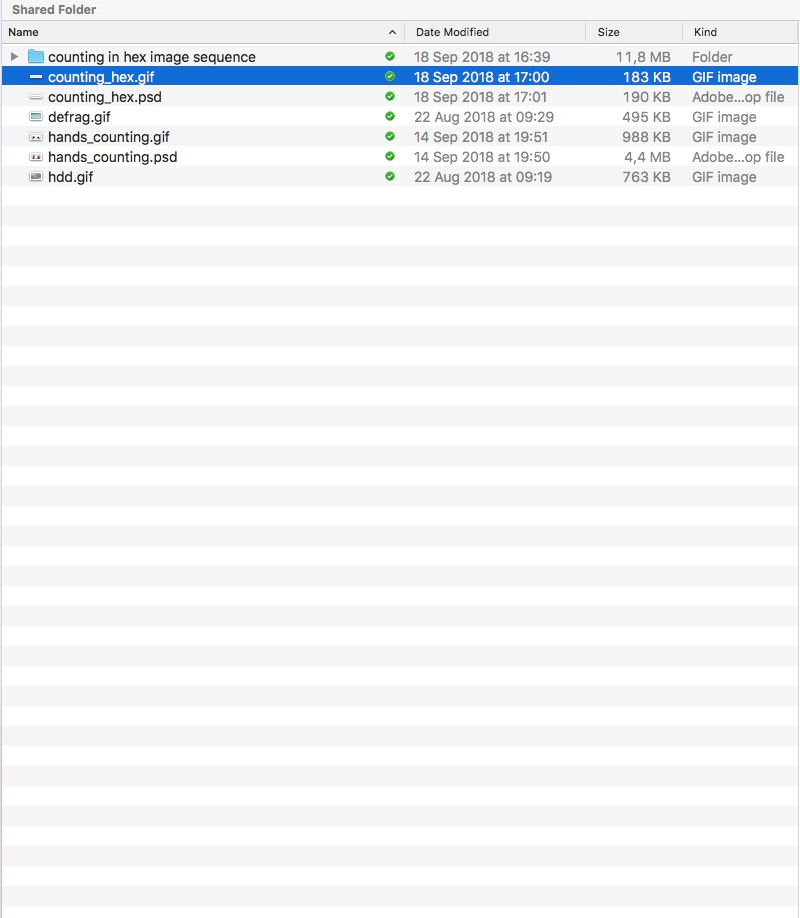 Shared Folder
Name Date Modified Size Kind
counting in hex image sequence 18 Sep 2018 at 16:39 11,8 MB Folder
counting_hex.gif 18 Sep 2018 at 17:00 183 KB GIF image
counting_hex.psd 18 Sep 2018 at 17:01 190 KB Adobe...op file
defrag.gif 22 Aug 2018 at 09:29 495 KB GIF image
hands_counting.gif 14 Sep 2018 at 19:51 988 KB GIF image
hands_counting.psd 14 Sep 2018 at 19:50 4,4 MB Adobe...op file
hdd.gif 22 Aug 2018 at 09:19 763 KB GIF image